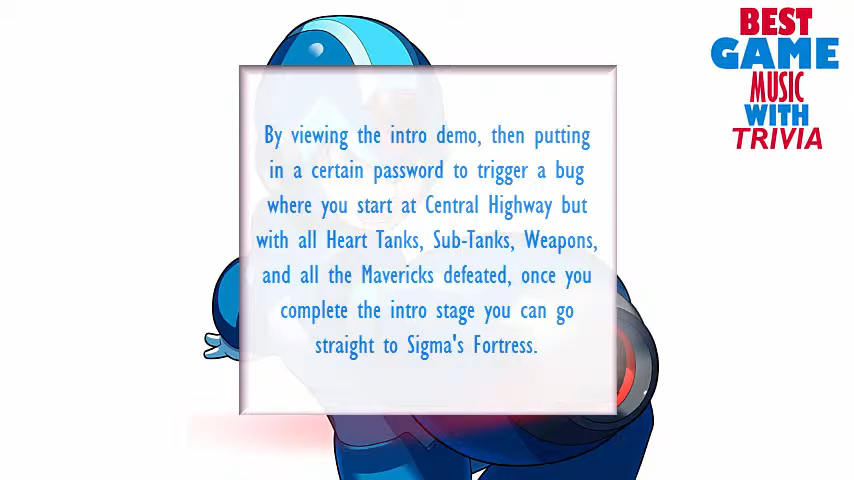 BEST
GAME
MUSIC
WITH
TRIVIA
By viewing the intro demo, then putting
in a certain password to trigger a bug
where you start at Central Highway but
with all Heart Tanks, Sub-Tanks, Weapons,
and all the Mavericks defeated, once you
complete the intro stage you can go
straight to Sigma's Fortress.